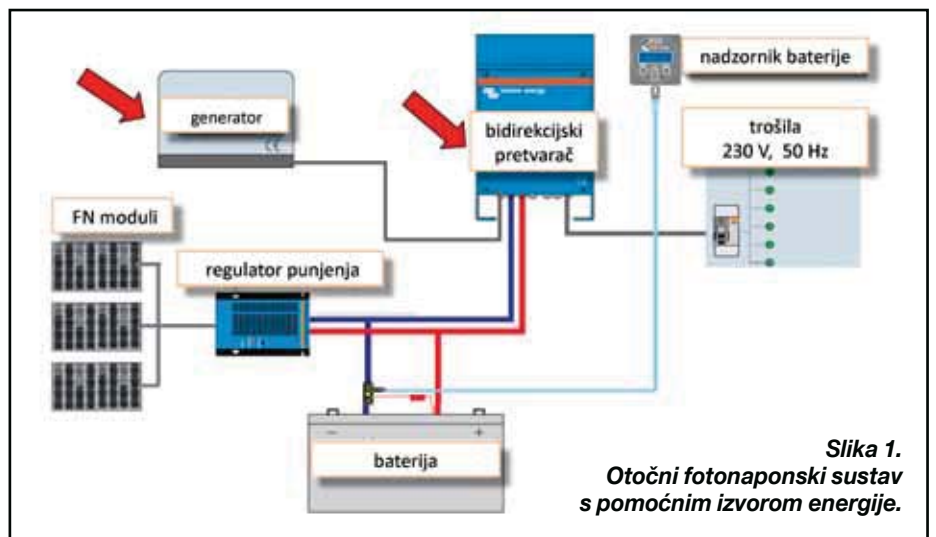 generator
CE
bidirekcijski
pretvarač
nadzornik baterije
trošila
230 V, 50 Hz
FN moduli
regulator punjenja
baterija
Slika 1.
Otočni fotonaponski sustav
s pomoćnim izvorom energije.